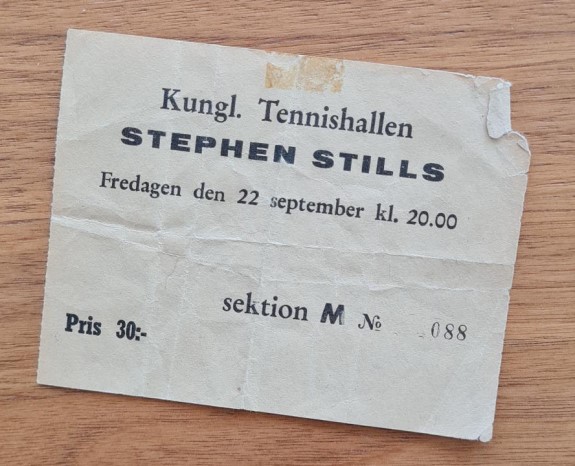 Kungl. Tennishallen
STEPHEN STILLS
Fredagen den 22 september kl. 20.00
sektion M № 088
Pris 30:-